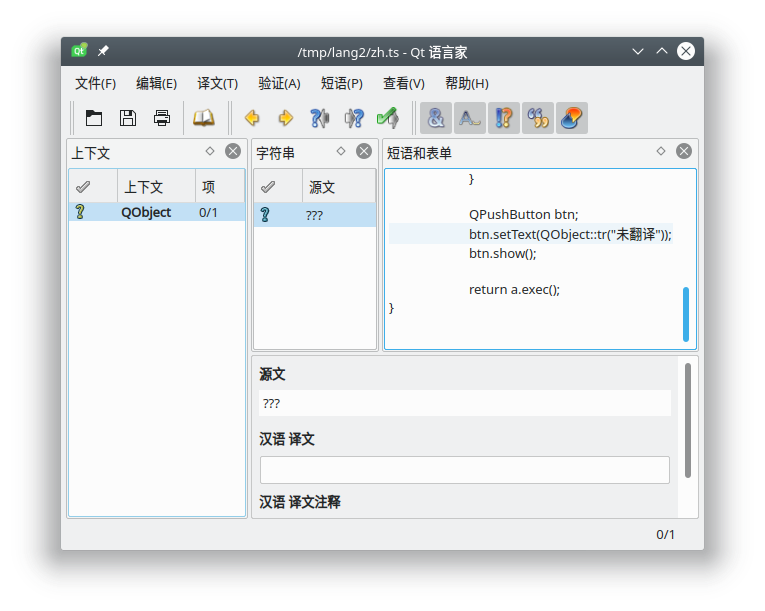 /tmp/lang2/zh.ts - Qt 语言家
文件(F) 编辑(E) 译文(T) 验证(A) 短语(P) 查看(V) 帮助(H)
上下文
上下文 项
QObject 0/1
字符串
源文
???
短语和表单
}
QPushButton btn;
btn.setText(QObject::tr("未翻译"));
btn.show();
return a.exec();
}
源文
???
汉语 译文
汉语 译文注释
0/1